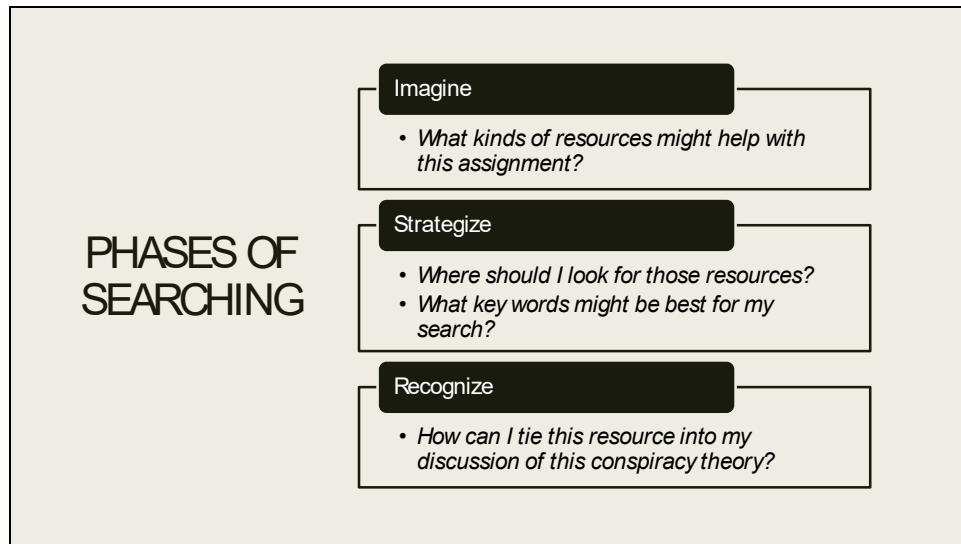 PHASES OF
SEARCHING
Imagine
• What kinds of resources might help with
this assignment?
Strategize
• Where should I look for those resources?
• What key words might be best for my
search?
Recognize
• How can I tie this resource into my
discussion of this conspiracy theory?